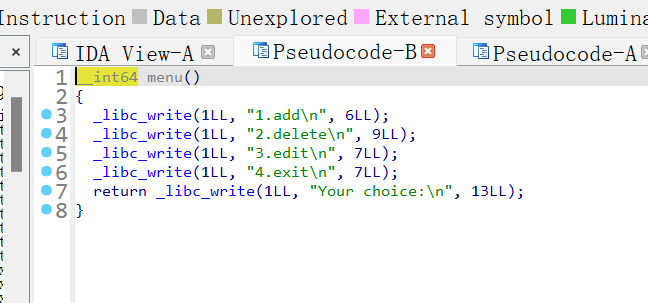 Instruction Data Unexplored External symbol Lumina
IDA View-A Pseudocode-B Pseudocode-A
1 __int64 menu()
2 {
3 _libc_write(1LL, "1.add\n", 6LL);
4 _libc_write(1LL, "2.delete\n", 9LL);
5 _libc_write(1LL, "3.edit\n", 7LL);
6 _libc_write(1LL, "4.exit\n", 7LL);
7 return _libc_write(1LL, "Your choice:\n", 13LL);
8 }